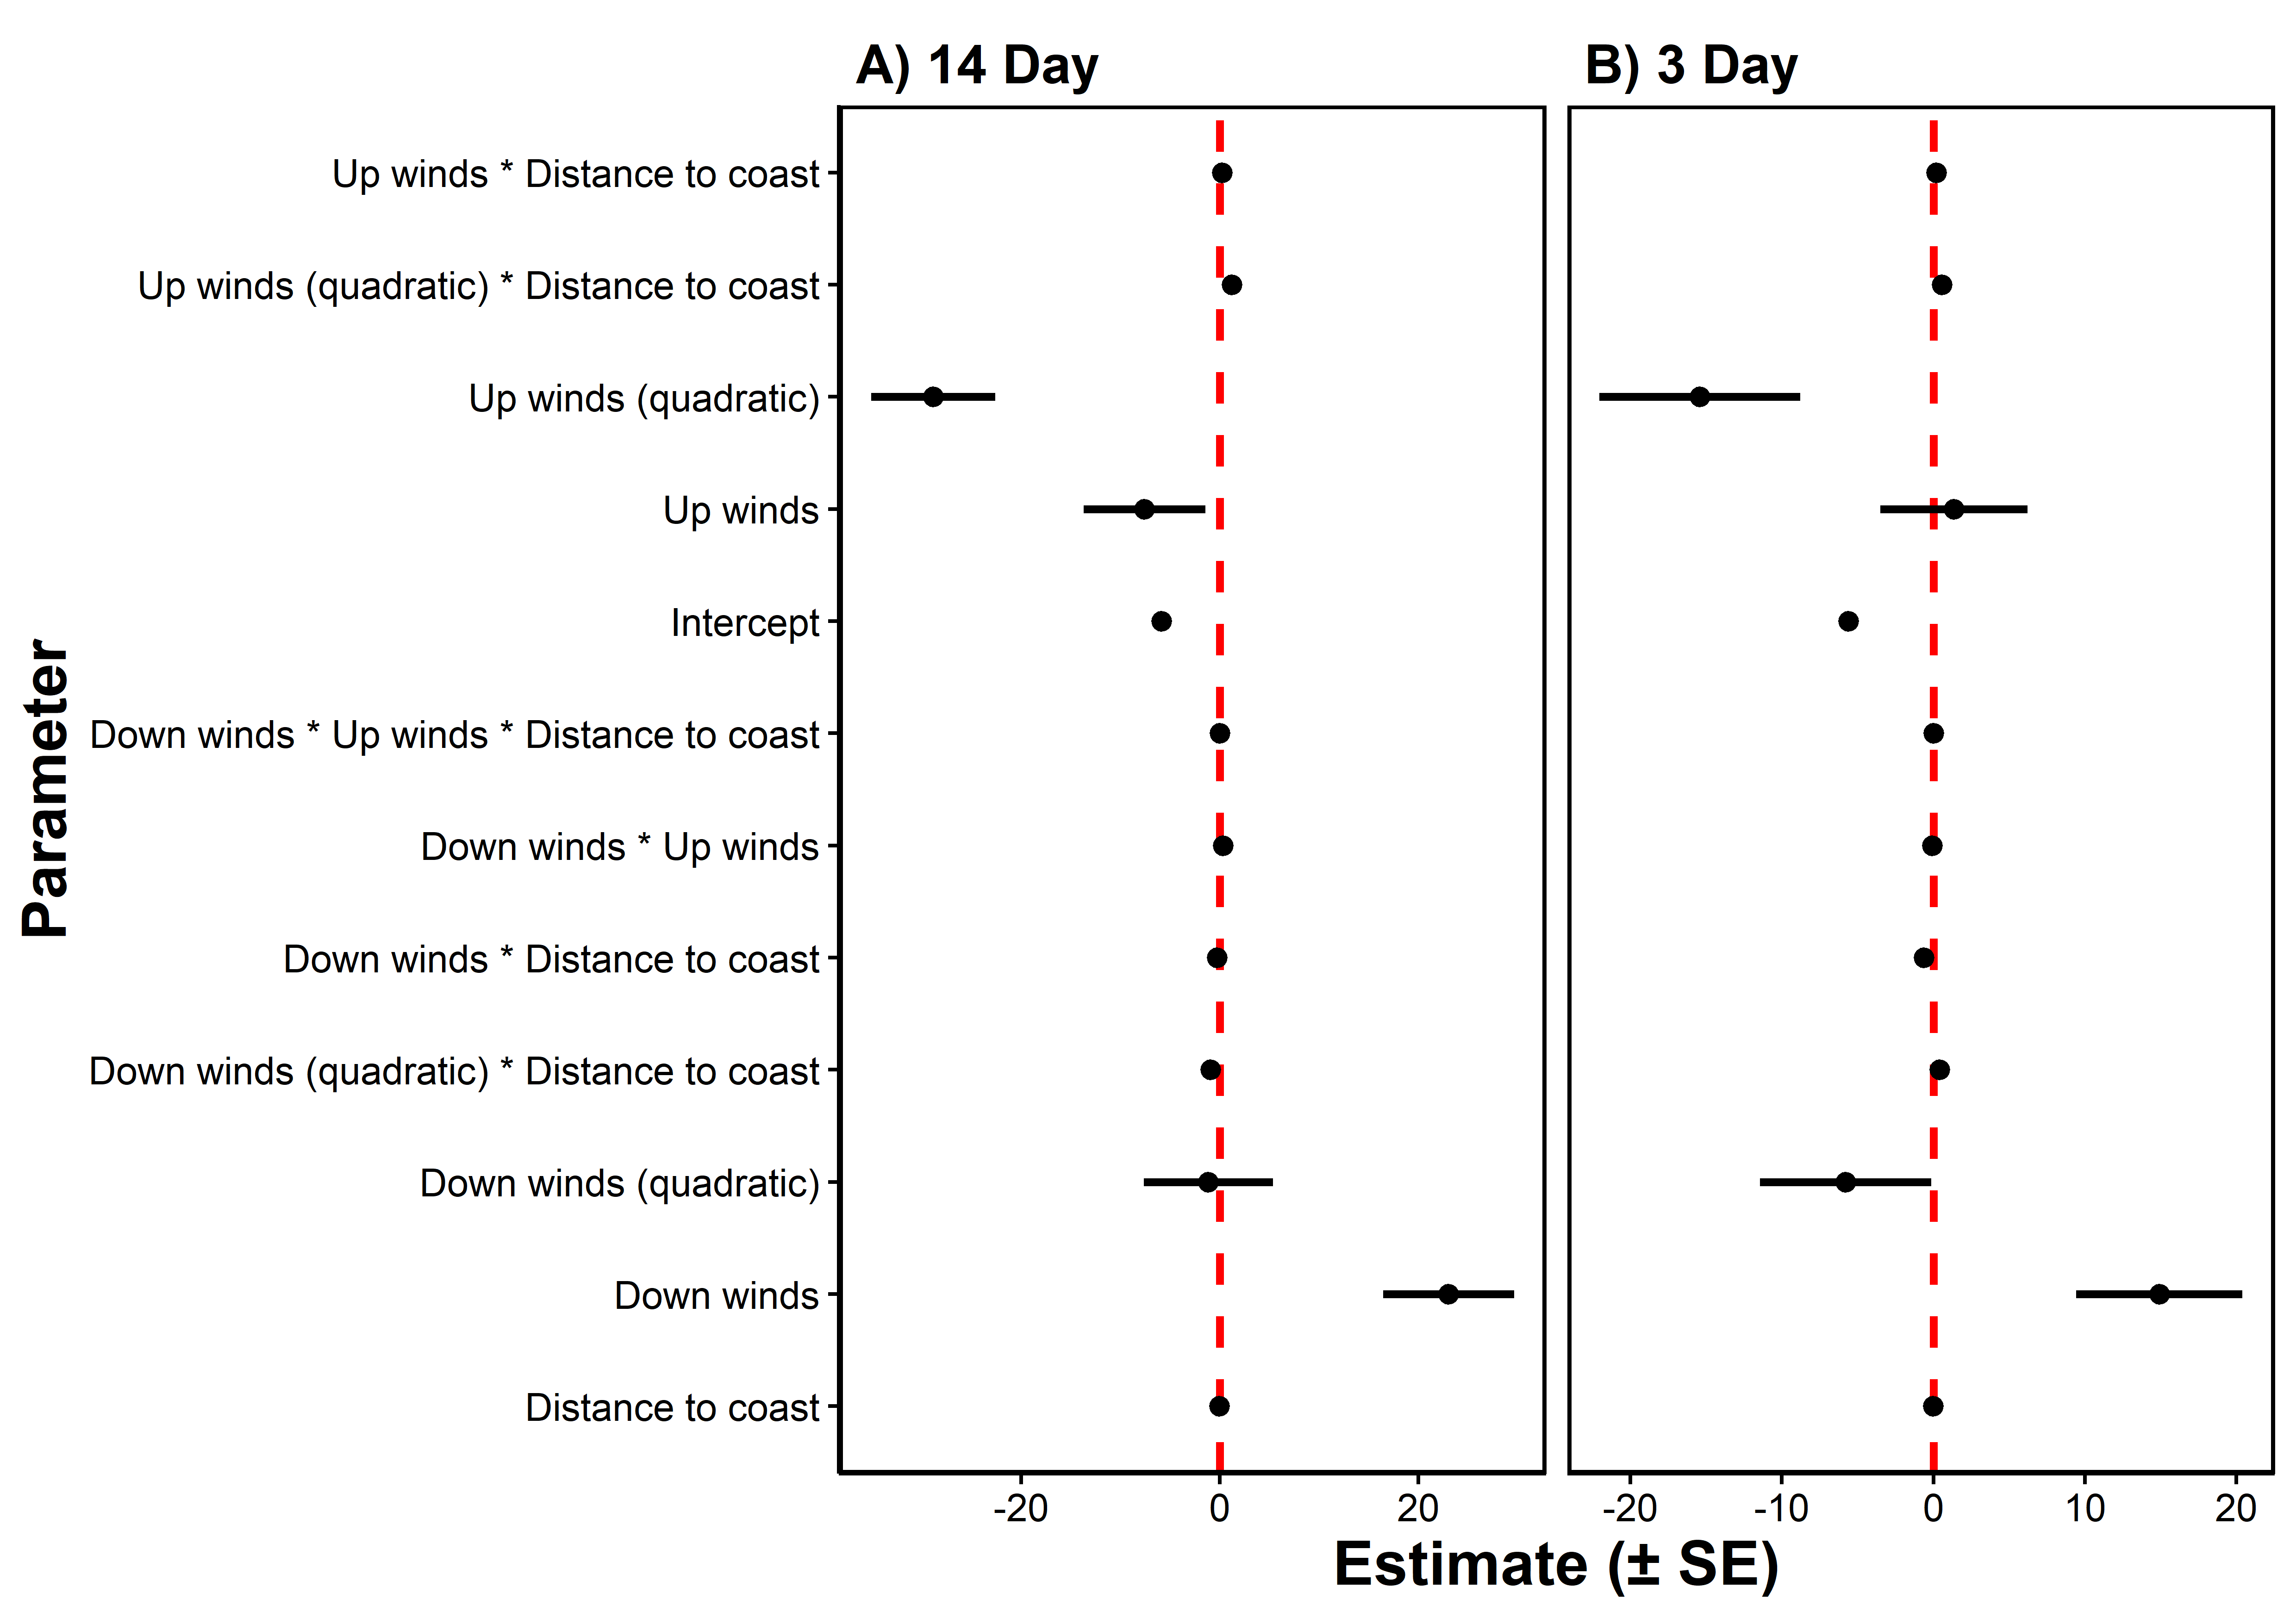 A) 14 Day
B) 3 Day
Parameter
Up winds * Distance to coast
Up winds (quadratic) * Distance to coast
Up winds (quadratic)
Up winds
Intercept
Down winds * Up winds * Distance to coast
Down winds * Up winds
Down winds * Distance to coast
Down winds (quadratic) * Distance to coast
Down winds (quadratic)
Down winds
Distance to coast
-20 0 20
-20 -10 0 10 20
Estimate (± SE)